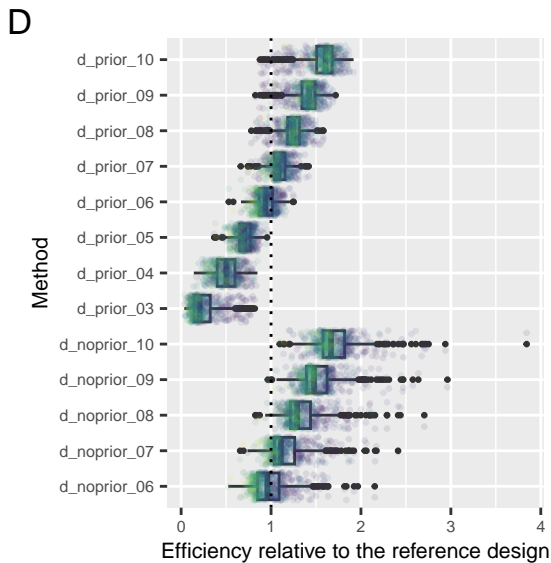 D
Method
d_prior_10
d_prior_09
d_prior_08
d_prior_07
d_prior_06
d_prior_05
d_prior_04
d_prior_03
d_noprior_10
d_noprior_09
d_noprior_08
d_noprior_07
d_noprior_06
0 1 2 3 4
Efficiency relative to the reference design